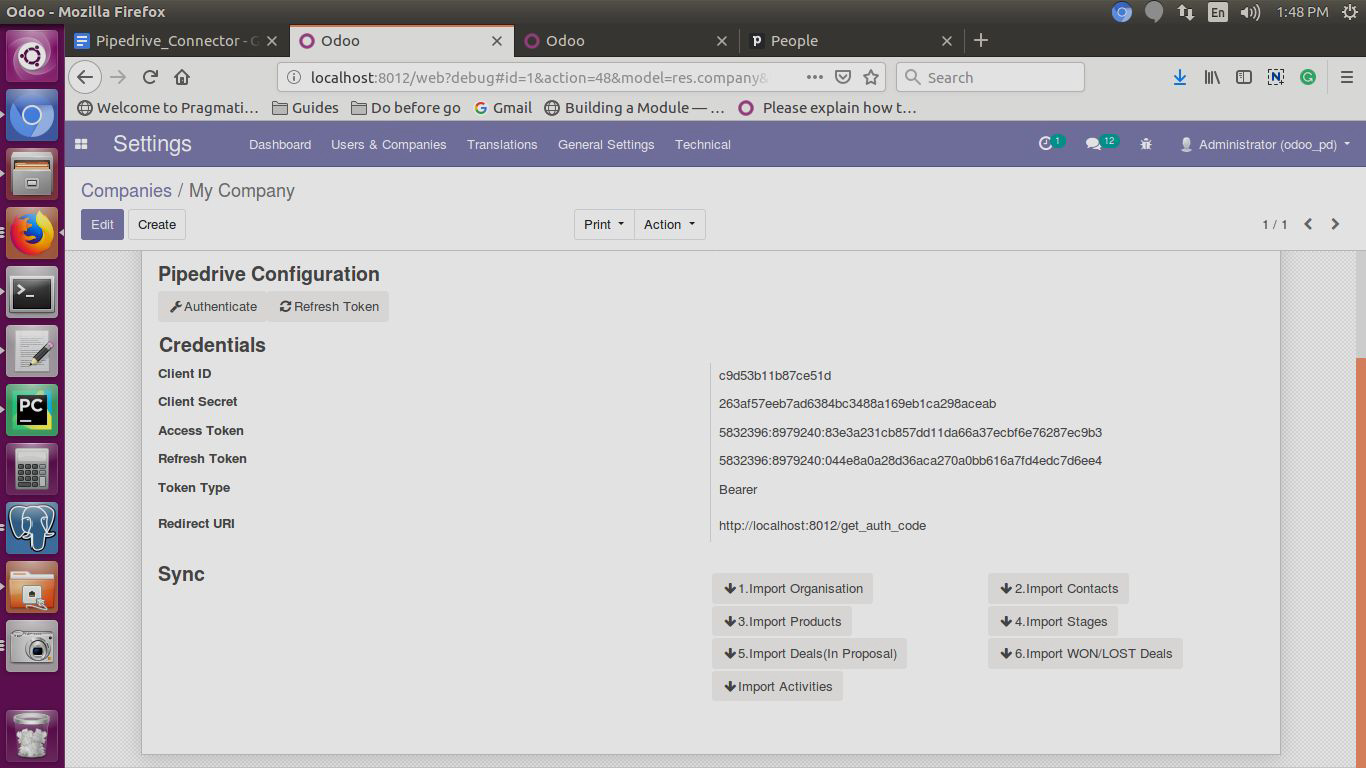 Odoo - Mozilla Firefox
En
1:48 PM
Pipedrive_Connector - G
Odoo
Odoo
p
People
localhost:8012/web?debug#id=1&action=48&model=res.company&
Search
Welcome to Pragmati…
Guides
Do before go
G Gmail
Building a Module — …
Please explain how t…
Settings
Dashboard
Users & Companies
Translations
General Settings
Technical
1
12
Administrator (odoo_pd)
Companies / My Company
Edit
Create
Print
Action
1 / 1
Pipedrive Configuration
Authenticate
Refresh Token
Credentials
Client ID
c9d53b11b87ce51d
Client Secret
263af57eeb7ad6384bc3488a169eb1ca298aceab
Access Token
5832396:8979240:83e3a231cb857dd11da66a37ecbf6e76287ec9b3
Refresh Token
5832396:8979240:044e8a0a28d36aca270a0bb616a7fd4edc7d6ee4
Token Type
Bearer
Redirect URI
http://localhost:8012/get_auth_code
Sync
1.Import Organisation
2.Import Contacts
3.Import Products
4.Import Stages
5.Import Deals(In Proposal)
6.Import WON/LOST Deals
Import Activities
PC